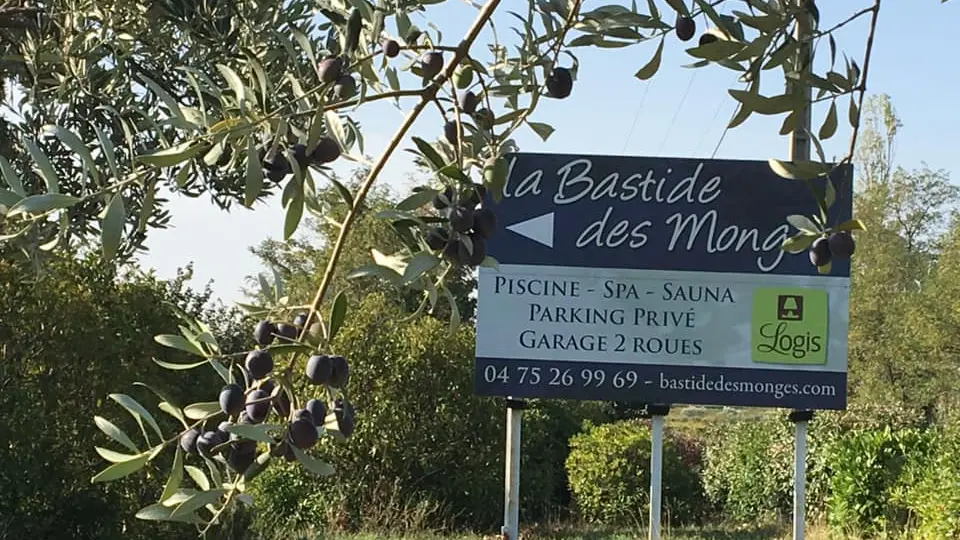 la Bastide
des Monges
PISCINE - SPA - SAUNA
PARKING PRIVÉ
GARAGE 2 ROUES
Logis
04 75 26 99 69 - bastidedesmonges.com